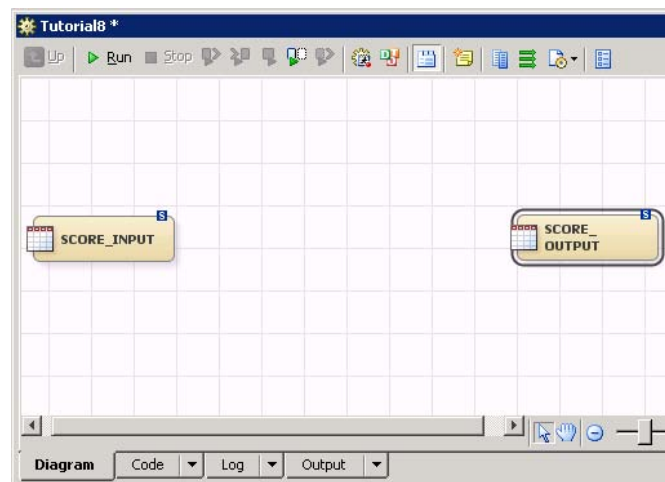 Tutorial8 *
Up Run Stop
S
SCORE_INPUT
S
SCORE_
OUTPUT
Diagram Code Log Output